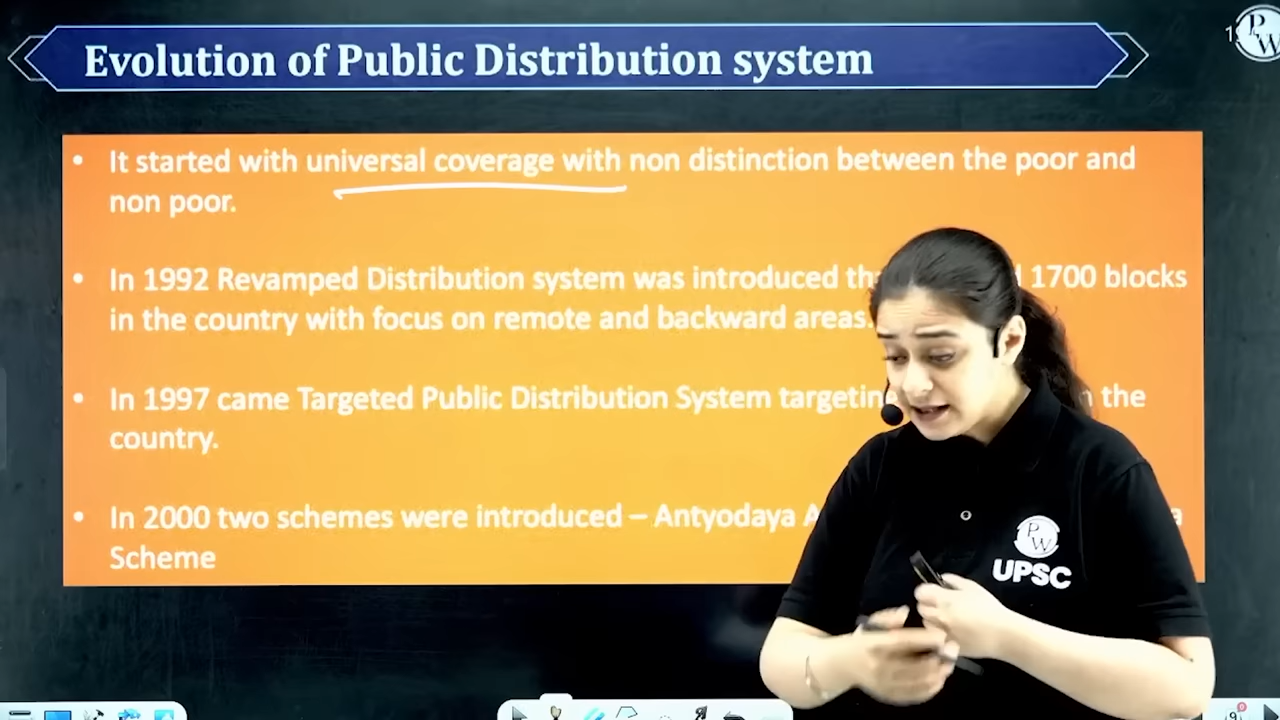 Evolution of Public Distribution system
PW
• It started with universal coverage with non distinction between the poor and
non poor.
• In 1992 Revamped Distribution system was introduced 1700 blocks
in the country with focus on remote and backward areas.
• In 1997 came Targeted Public Distribution System the
country.
• In 2000 two schemes were introduced – Antyodaya
Scheme
PW
UPSC